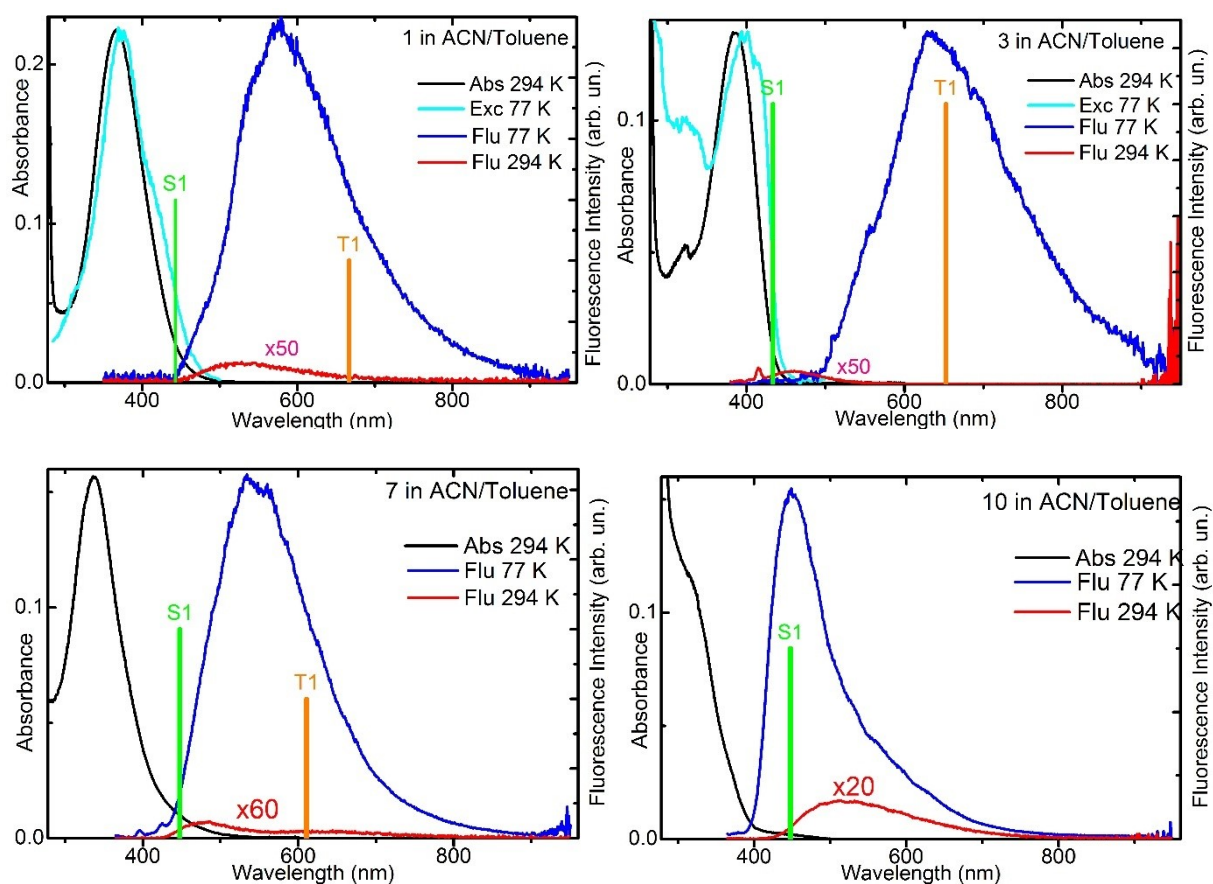 1 in ACN/Toluene
Abs 294 K
Exc 77 K
Flu 77 K
Flu 294 K
S1
T1
x50
0.2
0.1
0.0
400
600
800
Absorbance
Wavelength (nm)
Fluorescence Intensity (arb. un.)
3 in ACN/Toluene
Abs 294 K
Exc 77 K
Flu 77 K
Flu 294 K
S1
T1
x50
0.1
0.0
400
600
800
Absorbance
Wavelength (nm)
Fluorescence Intensity (arb. un.)
7 in ACN/Toluene
Abs 294 K
Flu 77 K
Flu 294 K
S1
T1
x60
0.1
0.0
400
600
800
Absorbance
Wavelength (nm)
Fluorescence Intensity (arb. un.)
10 in ACN/Toluene
Abs 294 K
Flu 77 K
Flu 294 K
S1
x20
0.1
0.0
400
600
800
Absorbance
Wavelength (nm)
Fluorescence Intensity (arb. un.)